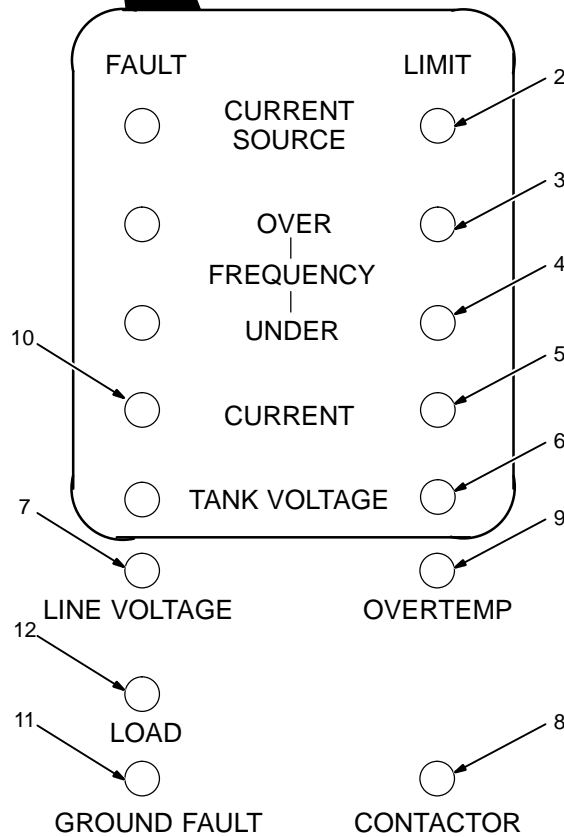 FAULT LIMIT
2
CURRENT
SOURCE
3
OVER
4
FREQUENCY
UNDER
10
5
CURRENT
6
TANK VOLTAGE
7
9
LINE VOLTAGE OVERTEMP
12
LOAD
11
8
GROUND FAULT CONTACTOR